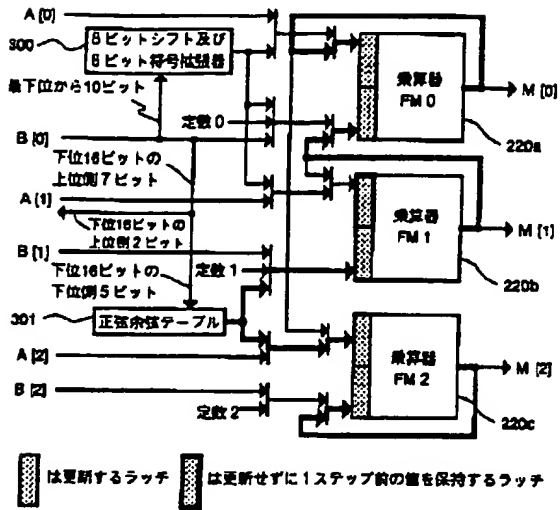 A [0]
300
8ビットシフト及び
8ビット符号拡張器
最下位から10ビット
定数0
B [0]
下位16ビットの
上位側7ビット
A [1]
下位16ビットの
上位側2ビット
B [1]
下位16ビットの
下位側5ビット
定数1
301
正弦余弦テーブル
A [2]
B [2]
定数2
乗算器
FM 0
M [0]
220a
乗算器
FM 1
M [1]
220b
乗算器
FM 2
M [2]
220c
は更新するラッチ
は更新せずに1ステップ前の値を保持するラッチ